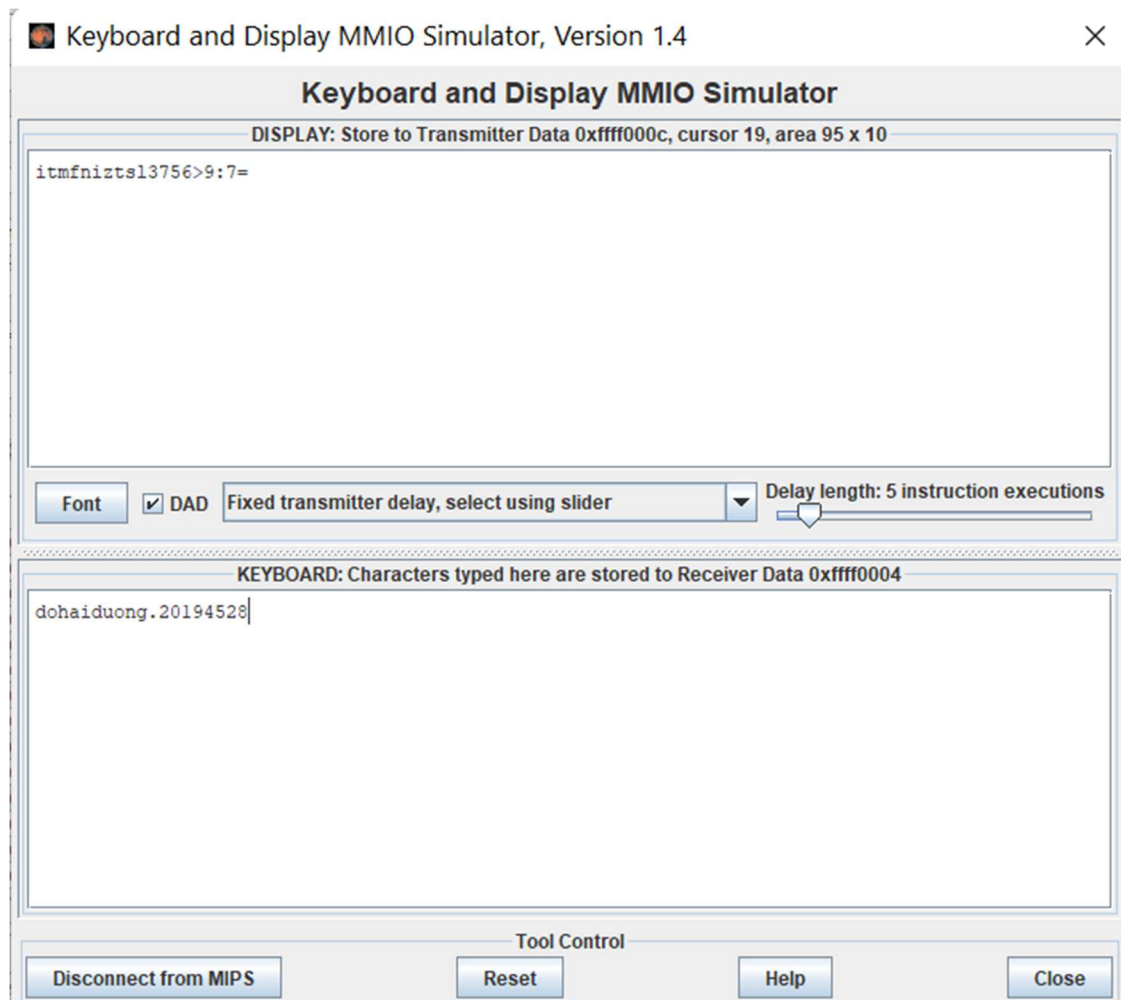 Keyboard and Display MMIO Simulator, Version 1.4
Keyboard and Display MMIO Simulator
DISPLAY: Store to Transmitter Data 0xffff000c, cursor 19, area 95 x 10
itmfniztsl3756>9:7=
Font
DAD
Fixed transmitter delay, select using slider
Delay length: 5 instruction executions
KEYBOARD: Characters typed here are stored to Receiver Data 0xffff0004
dohaiduong.20194528
Tool Control
Disconnect from MIPS
Reset
Help
Close